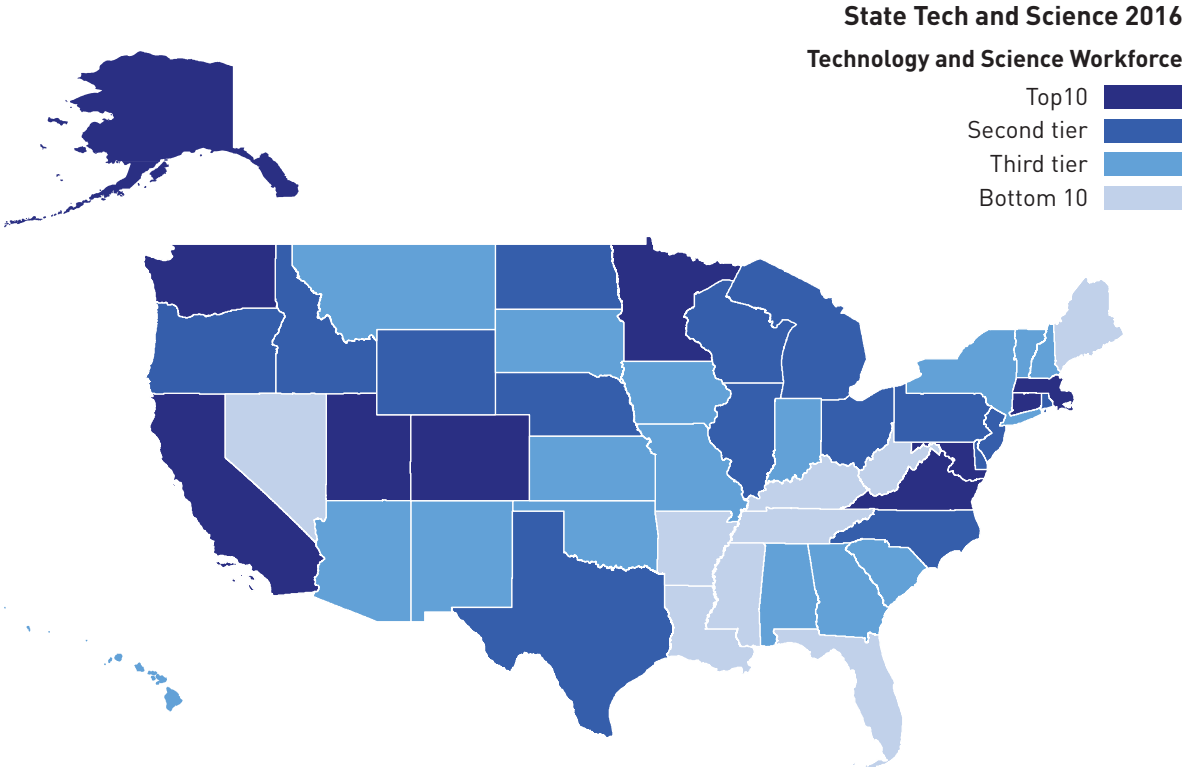 State Tech and Science 2016
Technology and Science Workforce
Top10
Second tier
Third tier
Bottom 10